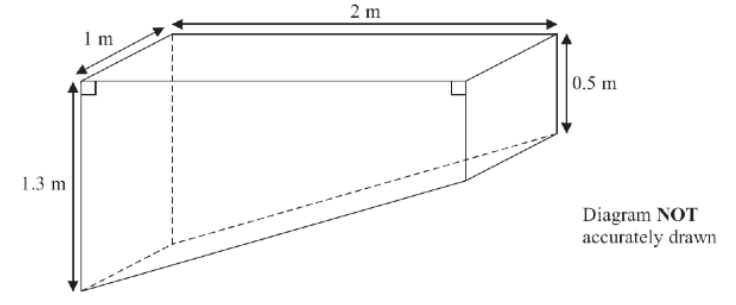 2 m
1 m
0.5 m
1.3 m
Diagram NOT
accurately drawn